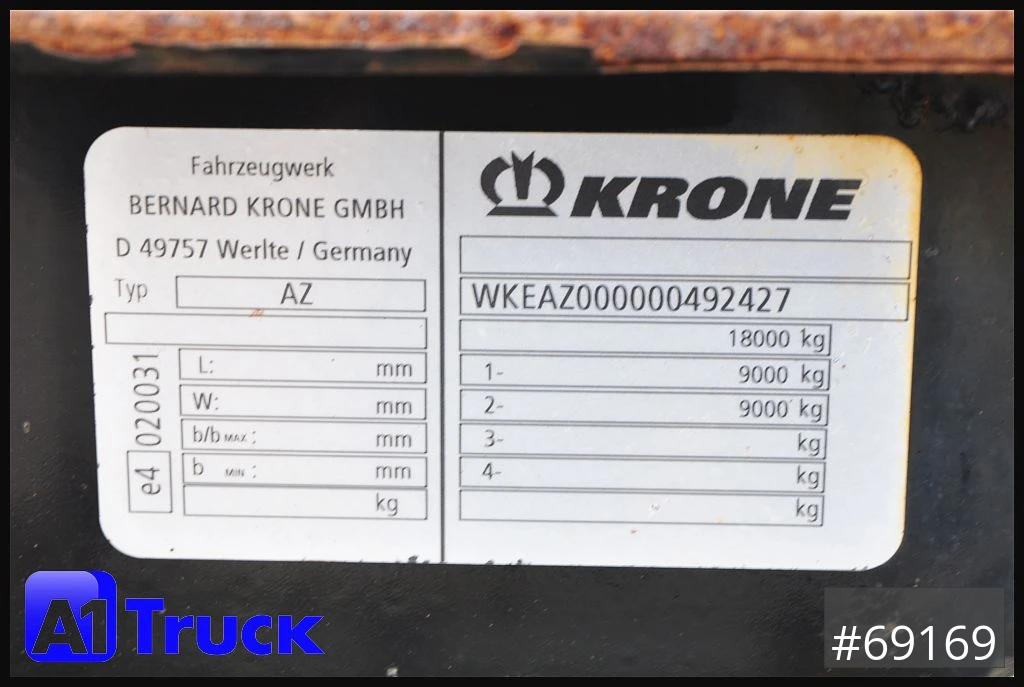 Fahrzeugwerk
BERNARD KRONE GMBH
D 49757 Werlte / Germany
Typ AZ
L: mm
W: mm
b/b MAX : mm
b MIN : mm
kg
e4 020031
KRONE
WKEAZ000000492427
18000 kg
1- 9000 kg
2- 9000 kg
3- kg
4- kg
kg
A1 Truck
#69169